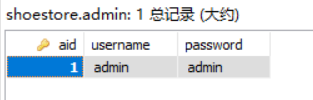 shoestore.admin: 1 总记录 (大约)
aid username password
1 admin admin